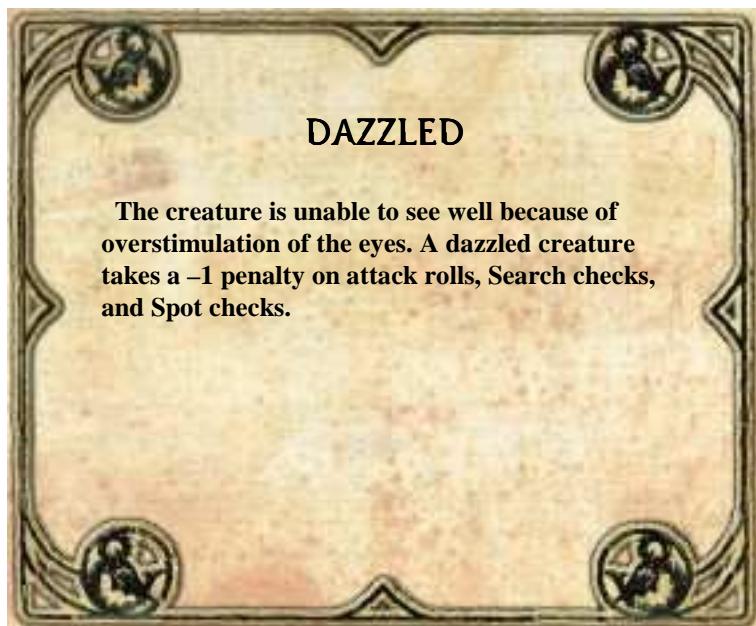 DAZZLED
The creature is unable to see well because of
overstimulation of the eyes. A dazzled creature
takes a –1 penalty on attack rolls, Search checks,
and Spot checks.